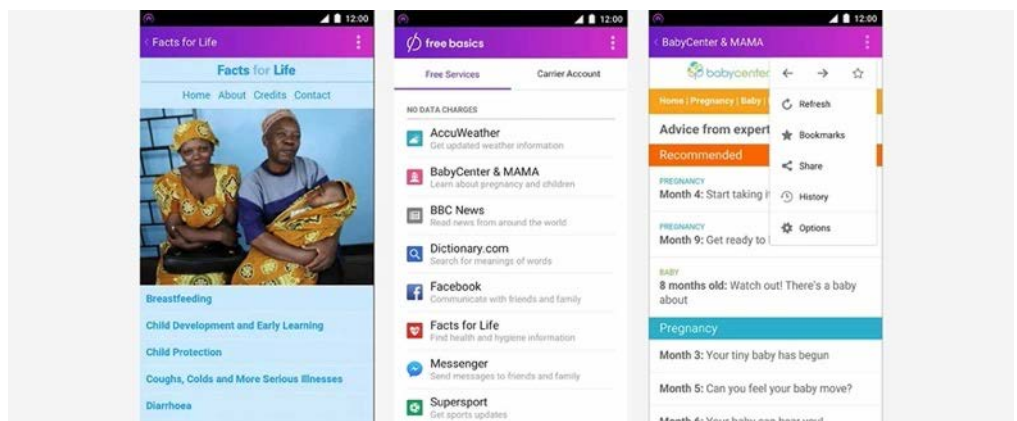 12:00
Facts for Life
Facts for Life
Home About Credits Contact
Breastfeeding
Child Development and Early Learning
Child Protection
Coughs, Colds and More Serious Illnesses
Diarrhoea
12:00
free basics
Free Services Carrier Account
NO DATA CHARGES
AccuWeather
Get updated weather information
BabyCenter & MAMA
Learn about pregnancy and children
BBC News
Read news from around the world
Dictionary.com
Search for meanings of words
Facebook
Communicate with friends and family
Facts for Life
Find health and hygiene information
Messenger
Send messages to friends and family
Supersport
Get sports updates
12:00
BabyCenter & MAMA
babycenter
Home | Pregnancy | Baby |
Advice from expert
Recommended
PREGNANCY
Month 4: Start taking
PREGNANCY
Month 9: Get ready to
BABY
8 months old: Watch out! There's a baby
about
Pregnancy
Month 3: Your tiny baby has begun
Month 5: Can you feel your baby move?
Month 6: Your baby can hear you!
Refresh
Bookmarks
Share
History
Options